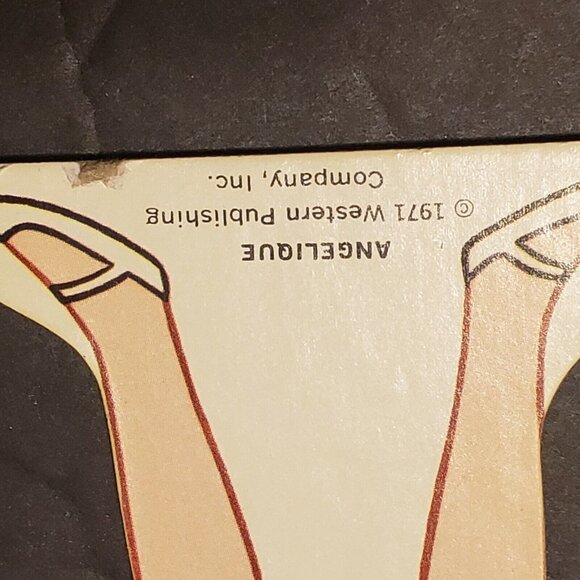 ANGELIQUE
© 1971 Western Publishing
Company, Inc.